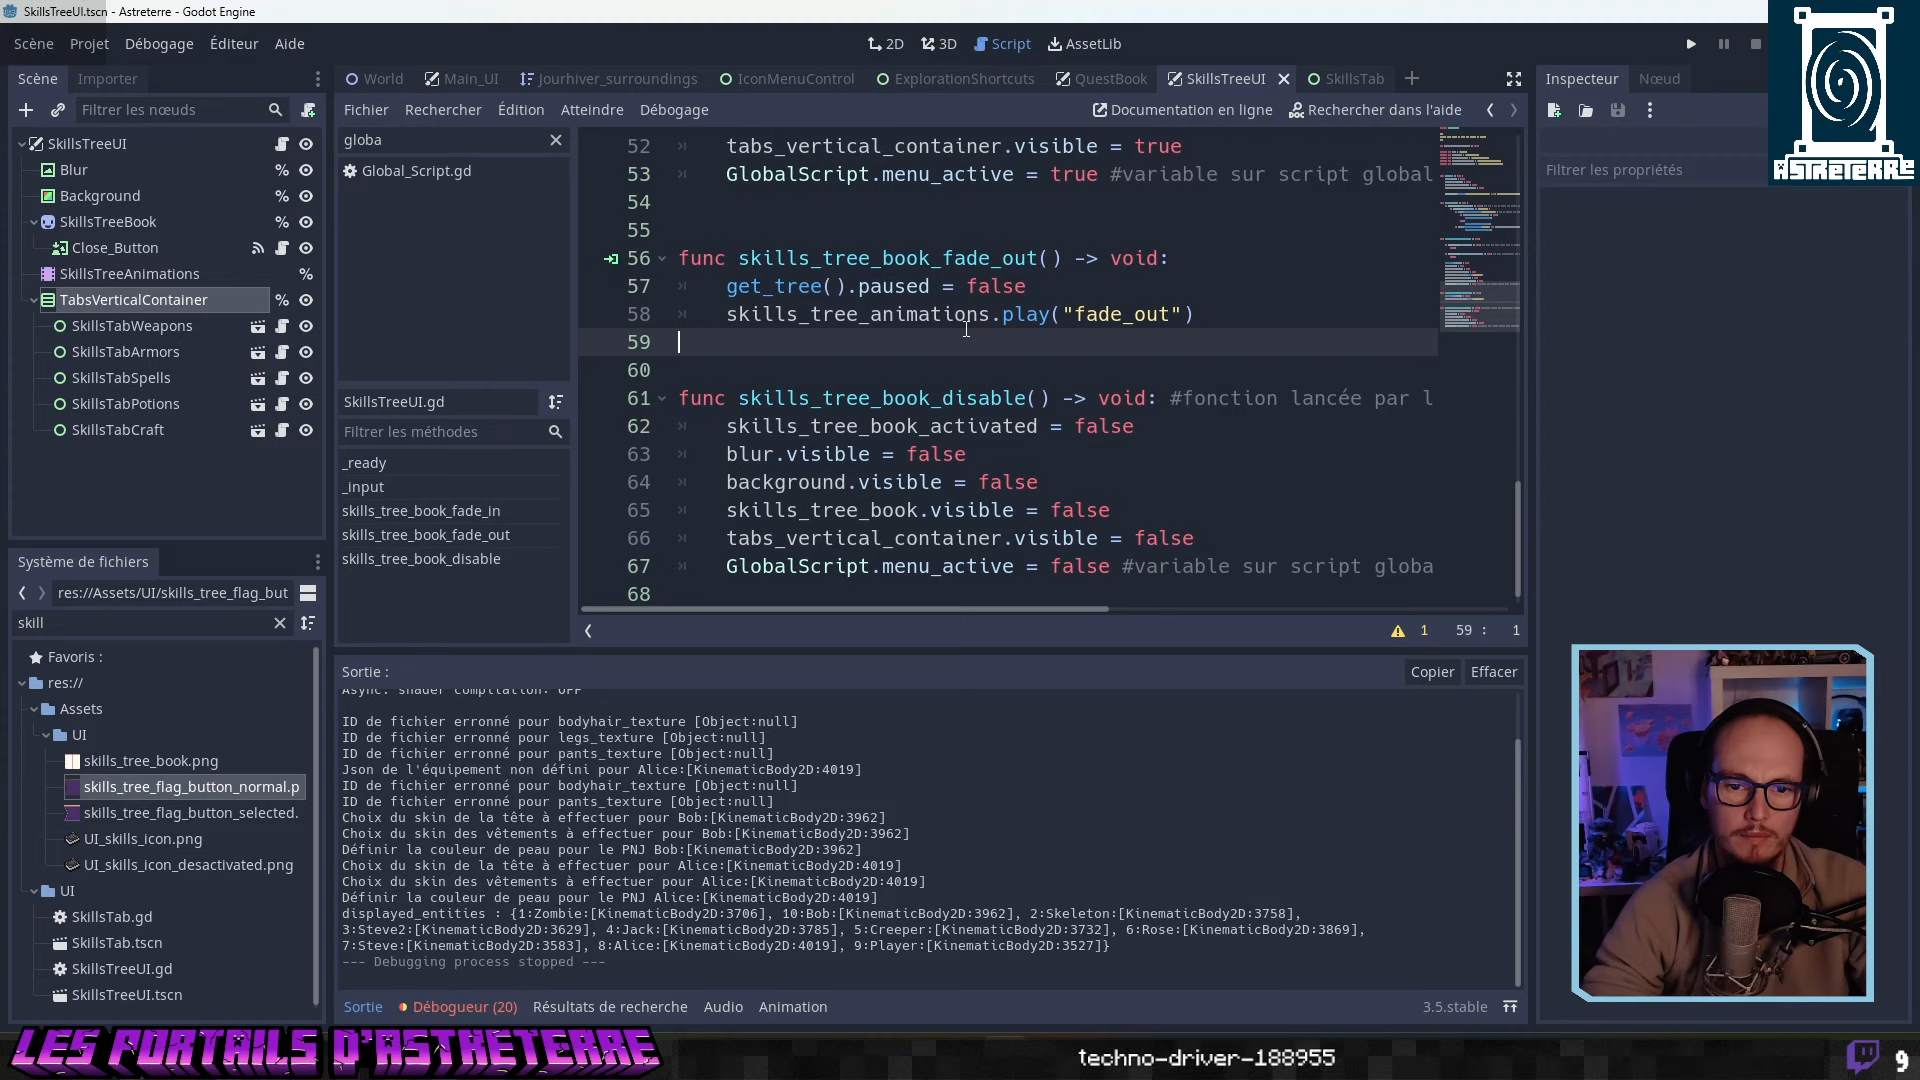 SkillsTreeUI.tscn - Astreterre - Godot Engine
Scène Projet Débogage Éditeur Aide
2D 3D Script AssetLib
Scène Importer
World Main_UI Jourhiver_surroundings IconMenuControl ExplorationShortcuts QuestBook SkillsTreeUI SkillsTab
Inspecteur Nœud
Filtrer les nœuds
Fichier Rechercher Édition Atteindre Débogage Documentation en ligne Rechercher dans l'aide
ASTRETERRE
Filtrer les propriétés
SkillsTreeUI
Blur
Background
SkillsTreeBook
Close_Button
SkillsTreeAnimations
TabsVerticalContainer
SkillsTabWeapons
SkillsTabArmors
SkillsTabSpells
SkillsTabPotions
SkillsTabCraft
globa
Global_Script.gd
SkillsTreeUI.gd
Filtrer les méthodes
_ready
_input
skills_tree_book_fade_in
skills_tree_book_fade_out
skills_tree_book_disable
52 tabs_vertical_container.visible = true
53 GlobalScript.menu_active = true #variable sur script global
54
55
56 func skills_tree_book_fade_out() -> void:
57 get_tree().paused = false
58 skills_tree_animations.play("fade_out")
59
60
61 func skills_tree_book_disable() -> void: #fonction lancée par l
62 skills_tree_book_activated = false
63 blur.visible = false
64 background.visible = false
65 skills_tree_book.visible = false
66 tabs_vertical_container.visible = false
67 GlobalScript.menu_active = false #variable sur script globa
68
1 59 : 1
Système de fichiers
res://Assets/UI/skills_tree_flag_but
skill
Favoris :
res://
Assets
UI
skills_tree_book.png
skills_tree_flag_button_normal.p
skills_tree_flag_button_selected.
UI_skills_icon.png
UI_skills_icon_desactivated.png
UI
SkillsTab.gd
SkillsTab.tscn
SkillsTreeUI.gd
SkillsTreeUI.tscn
Sortie : Copier Effacer
Async. shader compilation: OFF
ID de fichier erronné pour bodyhair_texture [Object:null]
ID de fichier erronné pour legs_texture [Object:null]
ID de fichier erronné pour pants_texture [Object:null]
Json de l'équipement non défini pour Alice:[KinematicBody2D:4019]
ID de fichier erronné pour bodyhair_texture [Object:null]
ID de fichier erronné pour pants_texture [Object:null]
Choix du skin de la tête à effectuer pour Bob:[KinematicBody2D:3962]
Choix du skin des vêtements à effectuer pour Bob:[KinematicBody2D:3962]
Définir la couleur de peau pour le PNJ Bob:[KinematicBody2D:3962]
Choix du skin de la tête à effectuer pour Alice:[KinematicBody2D:4019]
Choix du skin des vêtements à effectuer pour Alice:[KinematicBody2D:4019]
Définir la couleur de peau pour le PNJ Alice:[KinematicBody2D:4019]
displayed_entities : {1:Zombie:[KinematicBody2D:3706], 10:Bob:[KinematicBody2D:3962], 2:Skeleton:[KinematicBody2D:3758],
3:Steve2:[KinematicBody2D:3629], 4:Jack:[KinematicBody2D:3785], 5:Creeper:[KinematicBody2D:3732], 6:Rose:[KinematicBody2D:3869],
7:Steve:[KinematicBody2D:3583], 8:Alice:[KinematicBody2D:4019], 9:Player:[KinematicBody2D:3527]}
--- Debugging process stopped ---
Sortie Débogueur (20) Résultats de recherche Audio Animation 3.5.stable
LES PORTAILS D'ASTRETERRE
techno-driver-188955
9